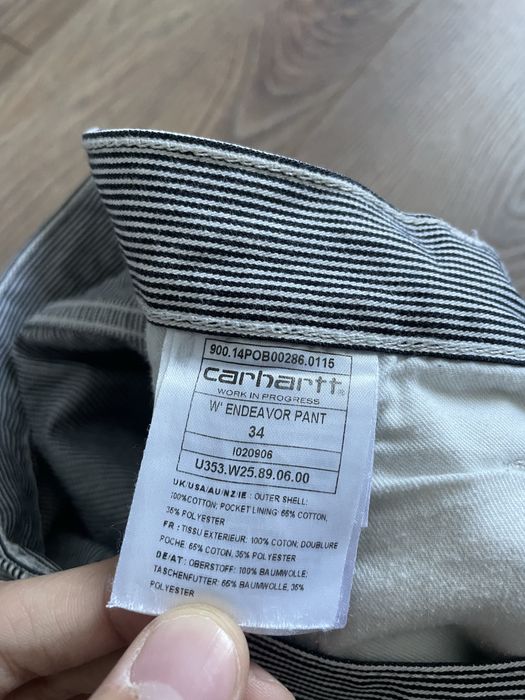 900.14POB00286.0115
carhartt
WORK IN PROGRESS
W' ENDEAVOR PANT
34
I020906
U353.W25.89.06.00
UK/USA/AU/NZ/IE : OUTER SHELL:
100%COTTON; POCKET LINING: 65% COTTON,
35% POLYESTER
FR : TISSU EXTERIEUR: 100% COTON; DOUBLURE
POCHE: 65% COTON, 35% POLYESTER
DE/AT : OBERSTOFF: 100% BAUMWOLLE;
TASCHENFUTTER: 65% BAUMWOLLE, 35%
POLYESTER